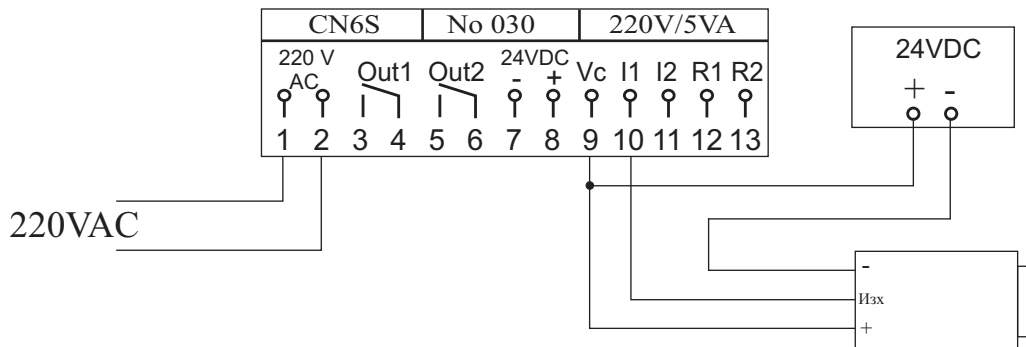 CN6S No 030 220V/5VA
220 V AC Out1 Out2 24VDC - + Vc I1 I2 R1 R2
1 2 3 4 5 6 7 8 9 10 11 12 13
24VDC
+ -
220VAC
-
Изх
+